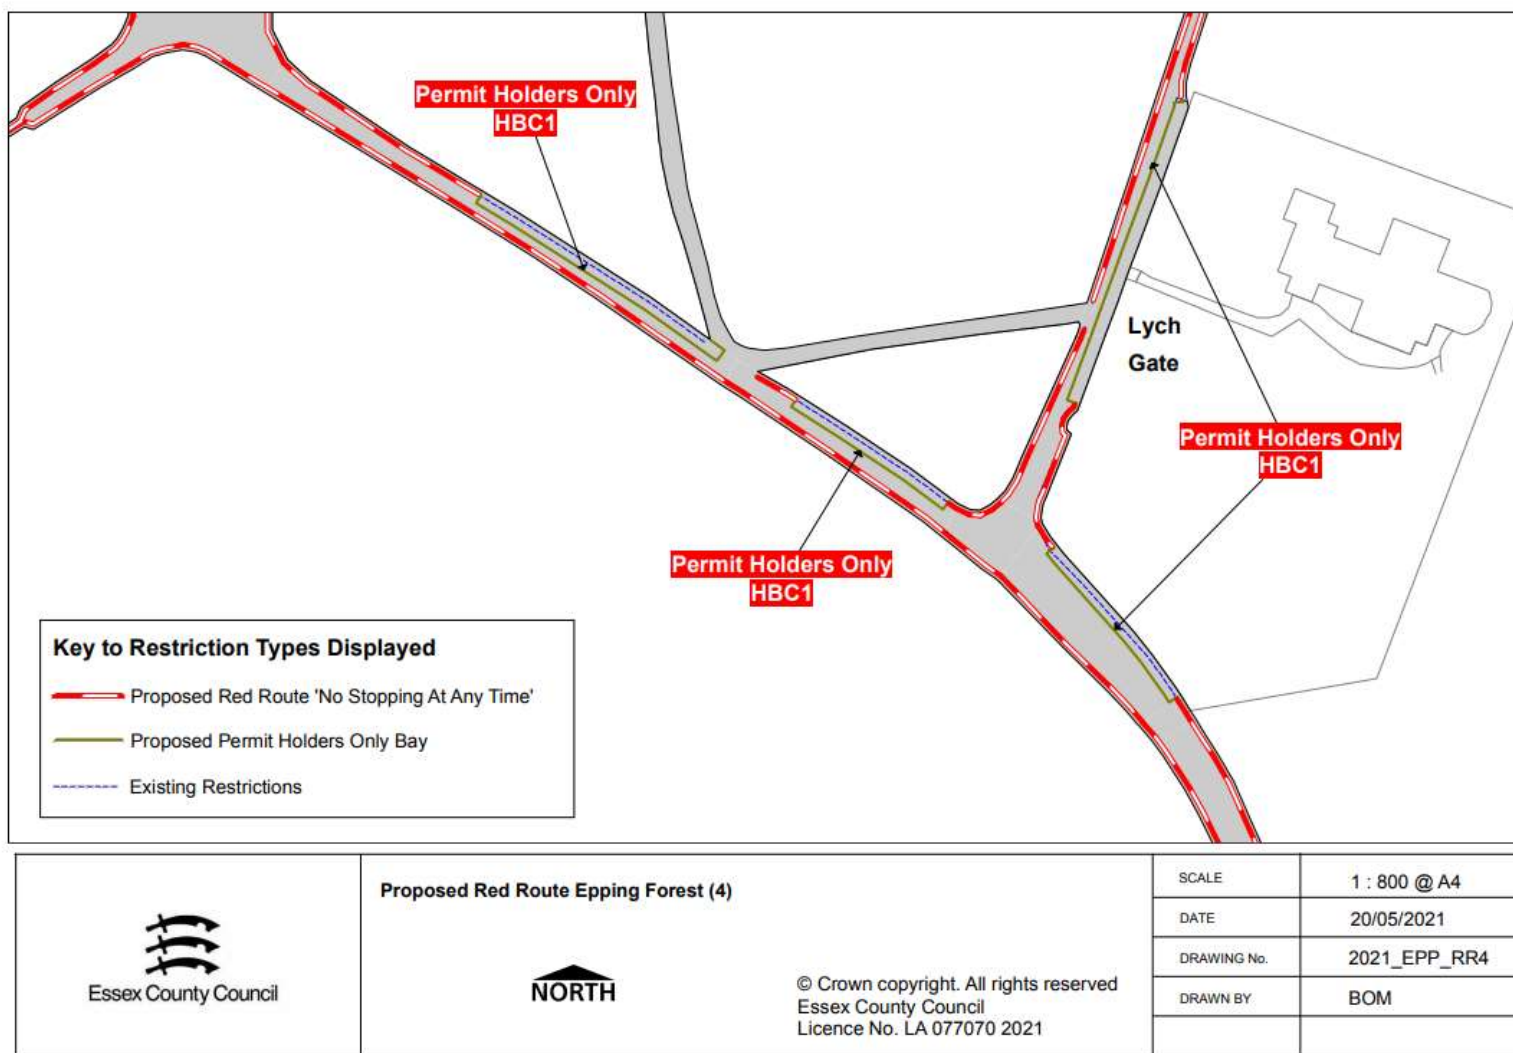 Permit Holders Only
HBC1
Lych
Gate
Permit Holders Only
HBC1
Permit Holders Only
HBC1
Key to Restriction Types Displayed
Proposed Red Route 'No Stopping At Any Time'
Proposed Permit Holders Only Bay
Existing Restrictions
Essex County Council
Proposed Red Route Epping Forest (4)
NORTH
© Crown copyright. All rights reserved
Essex County Council
Licence No. LA 077070 2021
SCALE 1 : 800 @ A4
DATE 20/05/2021
DRAWING No. 2021_EPP_RR4
DRAWN BY BOM